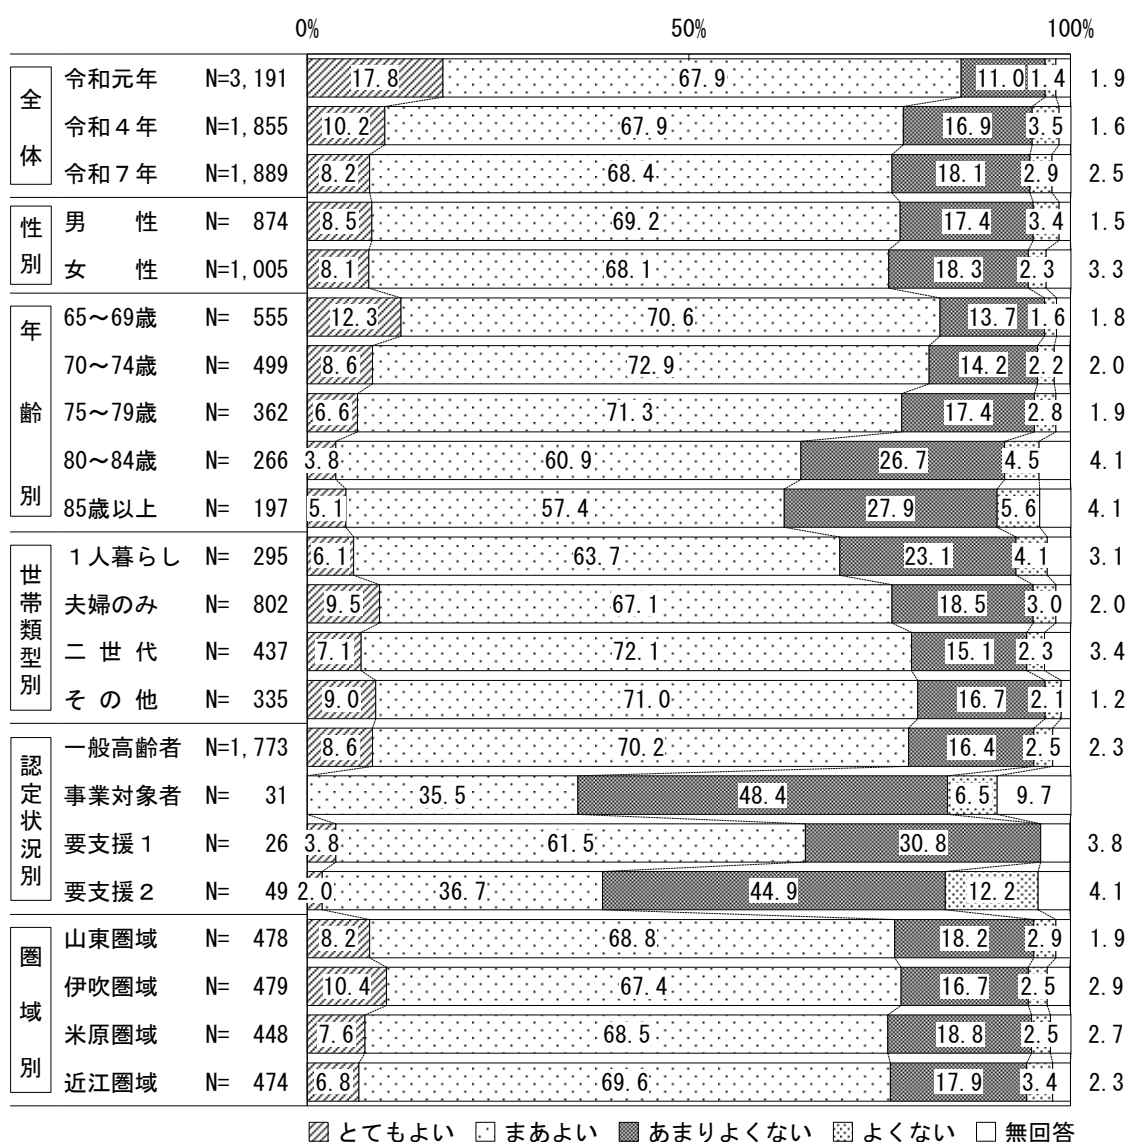 0% 50% 100%
全体
令和元年 N=3,191 17.8 67.9 11.0 1.4 1.9
令和４年 N=1,855 10.2 67.9 16.9 3.5 1.6
令和７年 N=1,889 8.2 68.4 18.1 2.9 2.5
性別
男性 N= 874 8.5 69.2 17.4 3.4 1.5
女性 N=1,005 8.1 68.1 18.3 2.3 3.3
年齢別
65～69歳 N= 555 12.3 70.6 13.7 1.6 1.8
70～74歳 N= 499 8.6 72.9 14.2 2.2 2.0
75～79歳 N= 362 6.6 71.3 17.4 2.8 1.9
80～84歳 N= 266 3.8 60.9 26.7 4.5 4.1
85歳以上 N= 197 5.1 57.4 27.9 5.6 4.1
世帯類型別
１人暮らし N= 295 6.1 63.7 23.1 4.1 3.1
夫婦のみ N= 802 9.5 67.1 18.5 3.0 2.0
二世代 N= 437 7.1 72.1 15.1 2.3 3.4
その他 N= 335 9.0 71.0 16.7 2.1 1.2
認定状況別
一般高齢者 N=1,773 8.6 70.2 16.4 2.5 2.3
事業対象者 N= 31 35.5 48.4 6.5 9.7
要支援１ N= 26 3.8 61.5 30.8 3.8
要支援２ N= 49 2.0 36.7 44.9 12.2 4.1
圏域別
山東圏域 N= 478 8.2 68.8 18.2 2.9 1.9
伊吹圏域 N= 479 10.4 67.4 16.7 2.5 2.9
米原圏域 N= 448 7.6 68.5 18.8 2.5 2.7
近江圏域 N= 474 6.8 69.6 17.9 3.4 2.3
とてもよい まあよい あまりよくない よくない 無回答